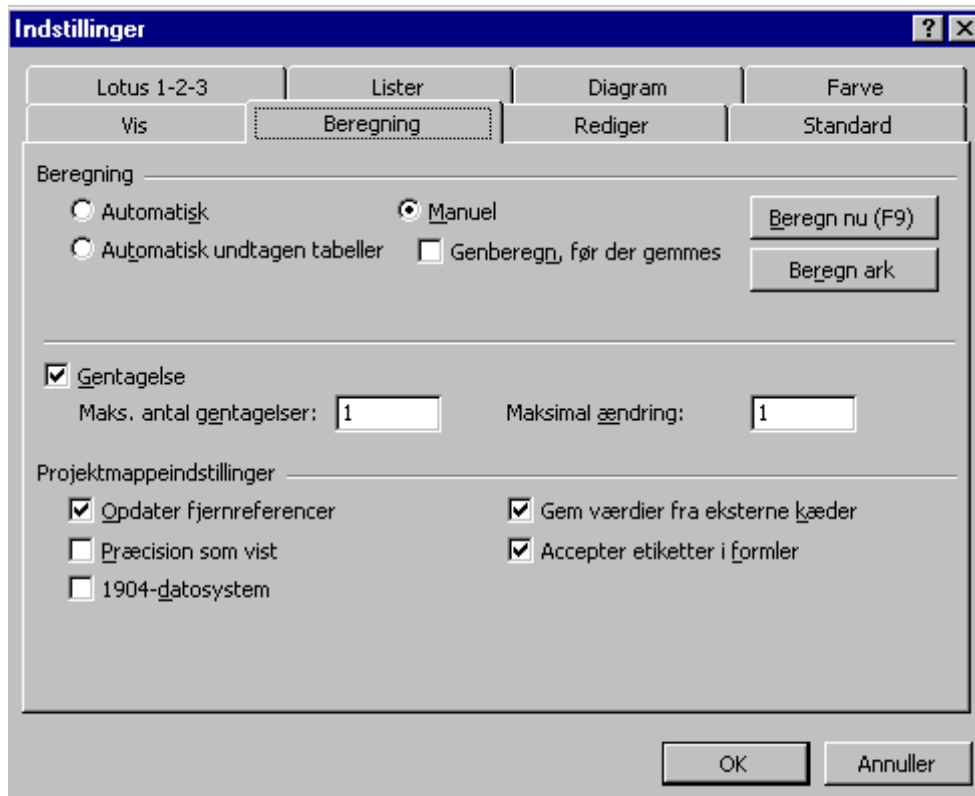 Indstillinger
Lotus 1-2-3 Lister Diagram Farve
Vis Beregning Rediger Standard
Beregning
Automatisk Manuel Beregn nu (F9)
Automatisk undtagen tabeller Genberegn, før der gemmes
Beregn ark
Gentagelse
Maks. antal gentagelser: 1 Maksimal ændring: 1
Projektmappeindstillinger
Opdater fjernreferencer Gem værdier fra eksterne kæder
Præcision som vist Accepter etiketter i formler
1904-datosystem
OK Annuller